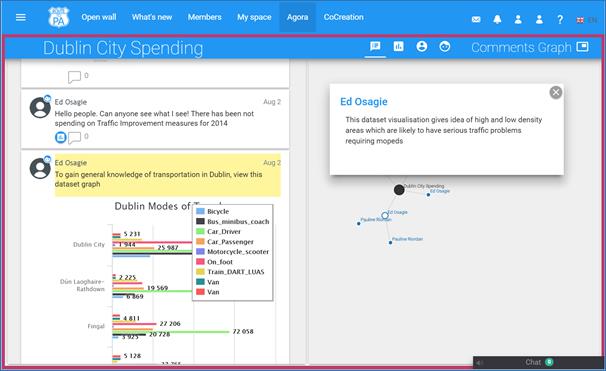 ROUTE
PA
Open wall What's new Members My space Agora CoCreation
? EN
Dublin City Spending
Comments Graph
0
Ed Osagie Aug 2
Hello people. Can anyone see what I see! There has been not
spending on Traffic Improvement measures for 2014
0
Ed Osagie Aug 2
To gain general knowledge of transportation in Dublin, view this
dataset graph
Dublin Modes of
Bicycle
Bus_minibus_coach
Car_Driver
Car_Passenger
Motorcycle_scooter
On_foot
Train_DART_LUAS
Van
Van
Dublin City
5 231
1 944
25 987
Dún Laoghaire-
Rathdown
2 225
19 569
6 869
Fingal
4 811
27 206
72 058
20 728
3 925
5 128
Ed Osagie
This dataset visualisation gives idea of high and low density
areas which are likely to have serious traffic problems
requiring mopeds
Dublin City Spending
Ed Osagie
Ed Osagie
Pauline Riordan
Pauline Riordan
Chat 0